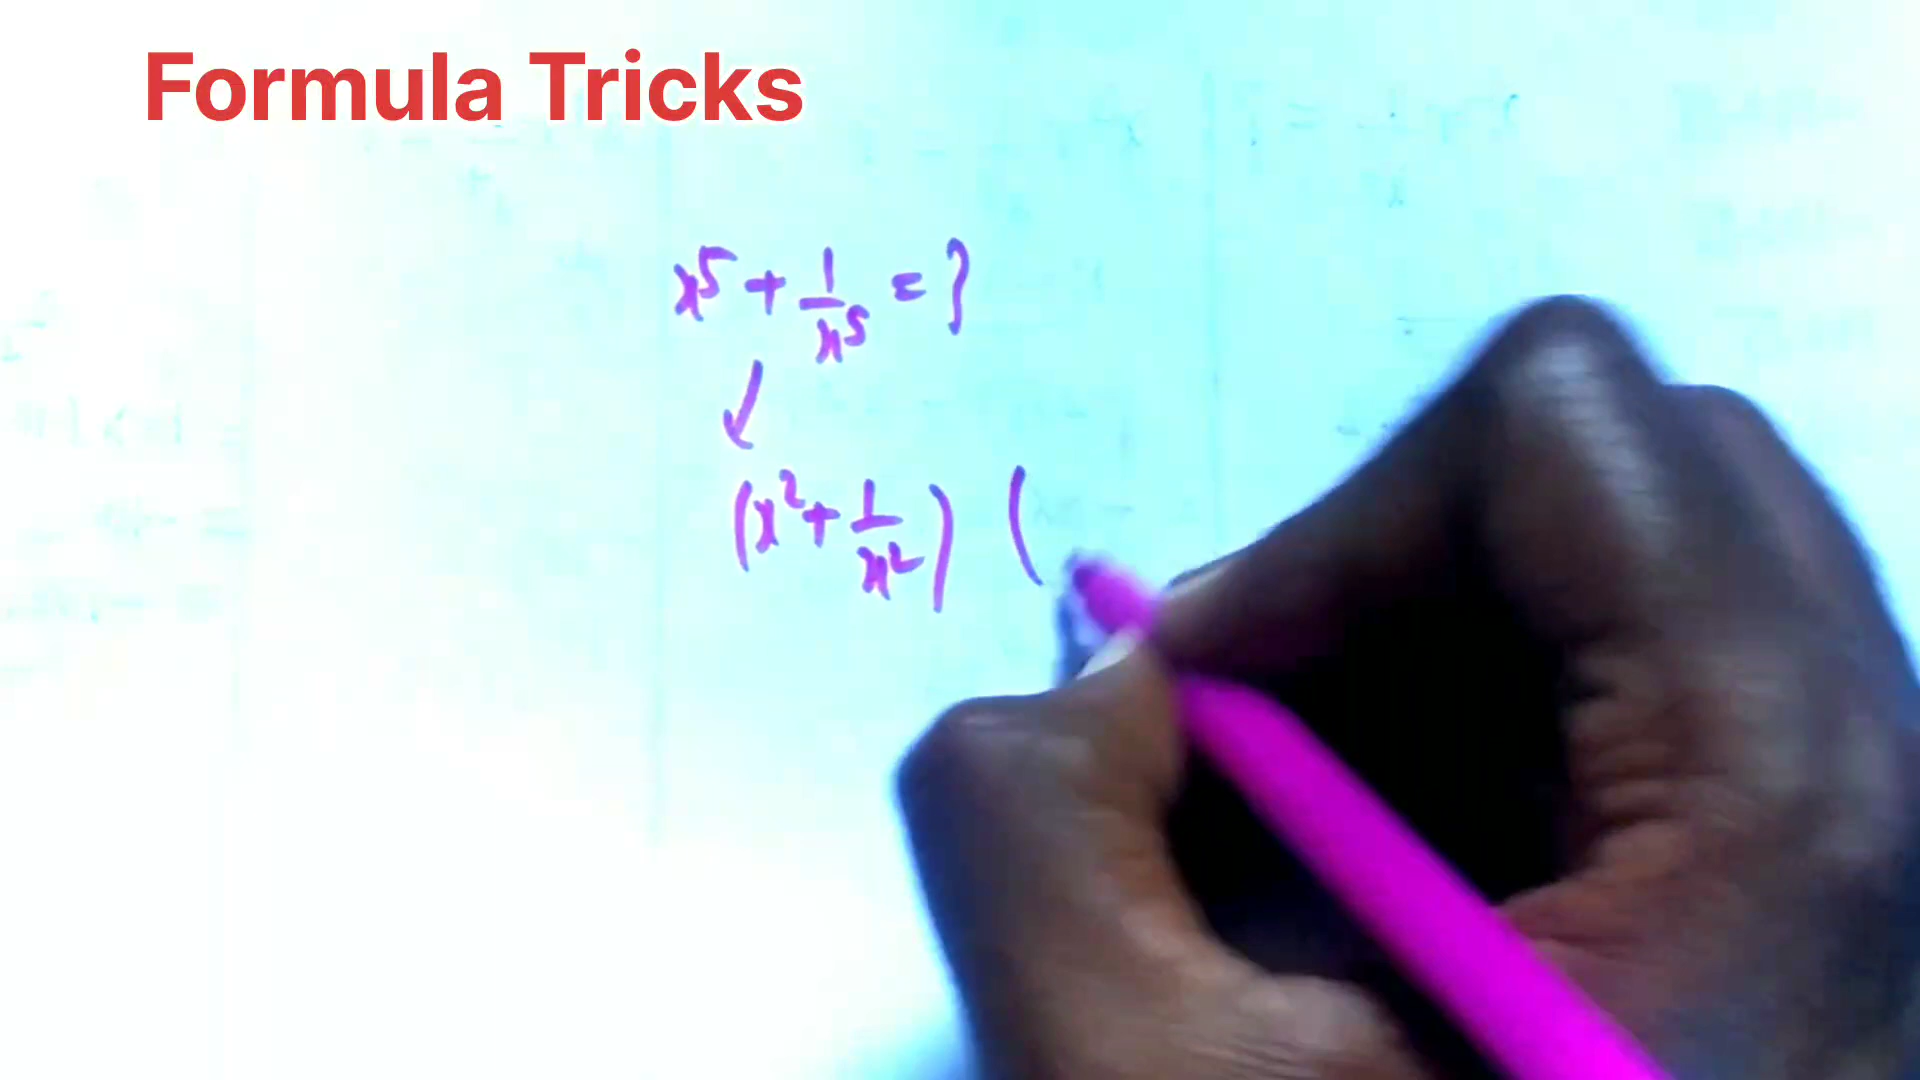 Formula Tricks
x⁵ + 1/x⁵ = ?
(x² + 1/x²) (